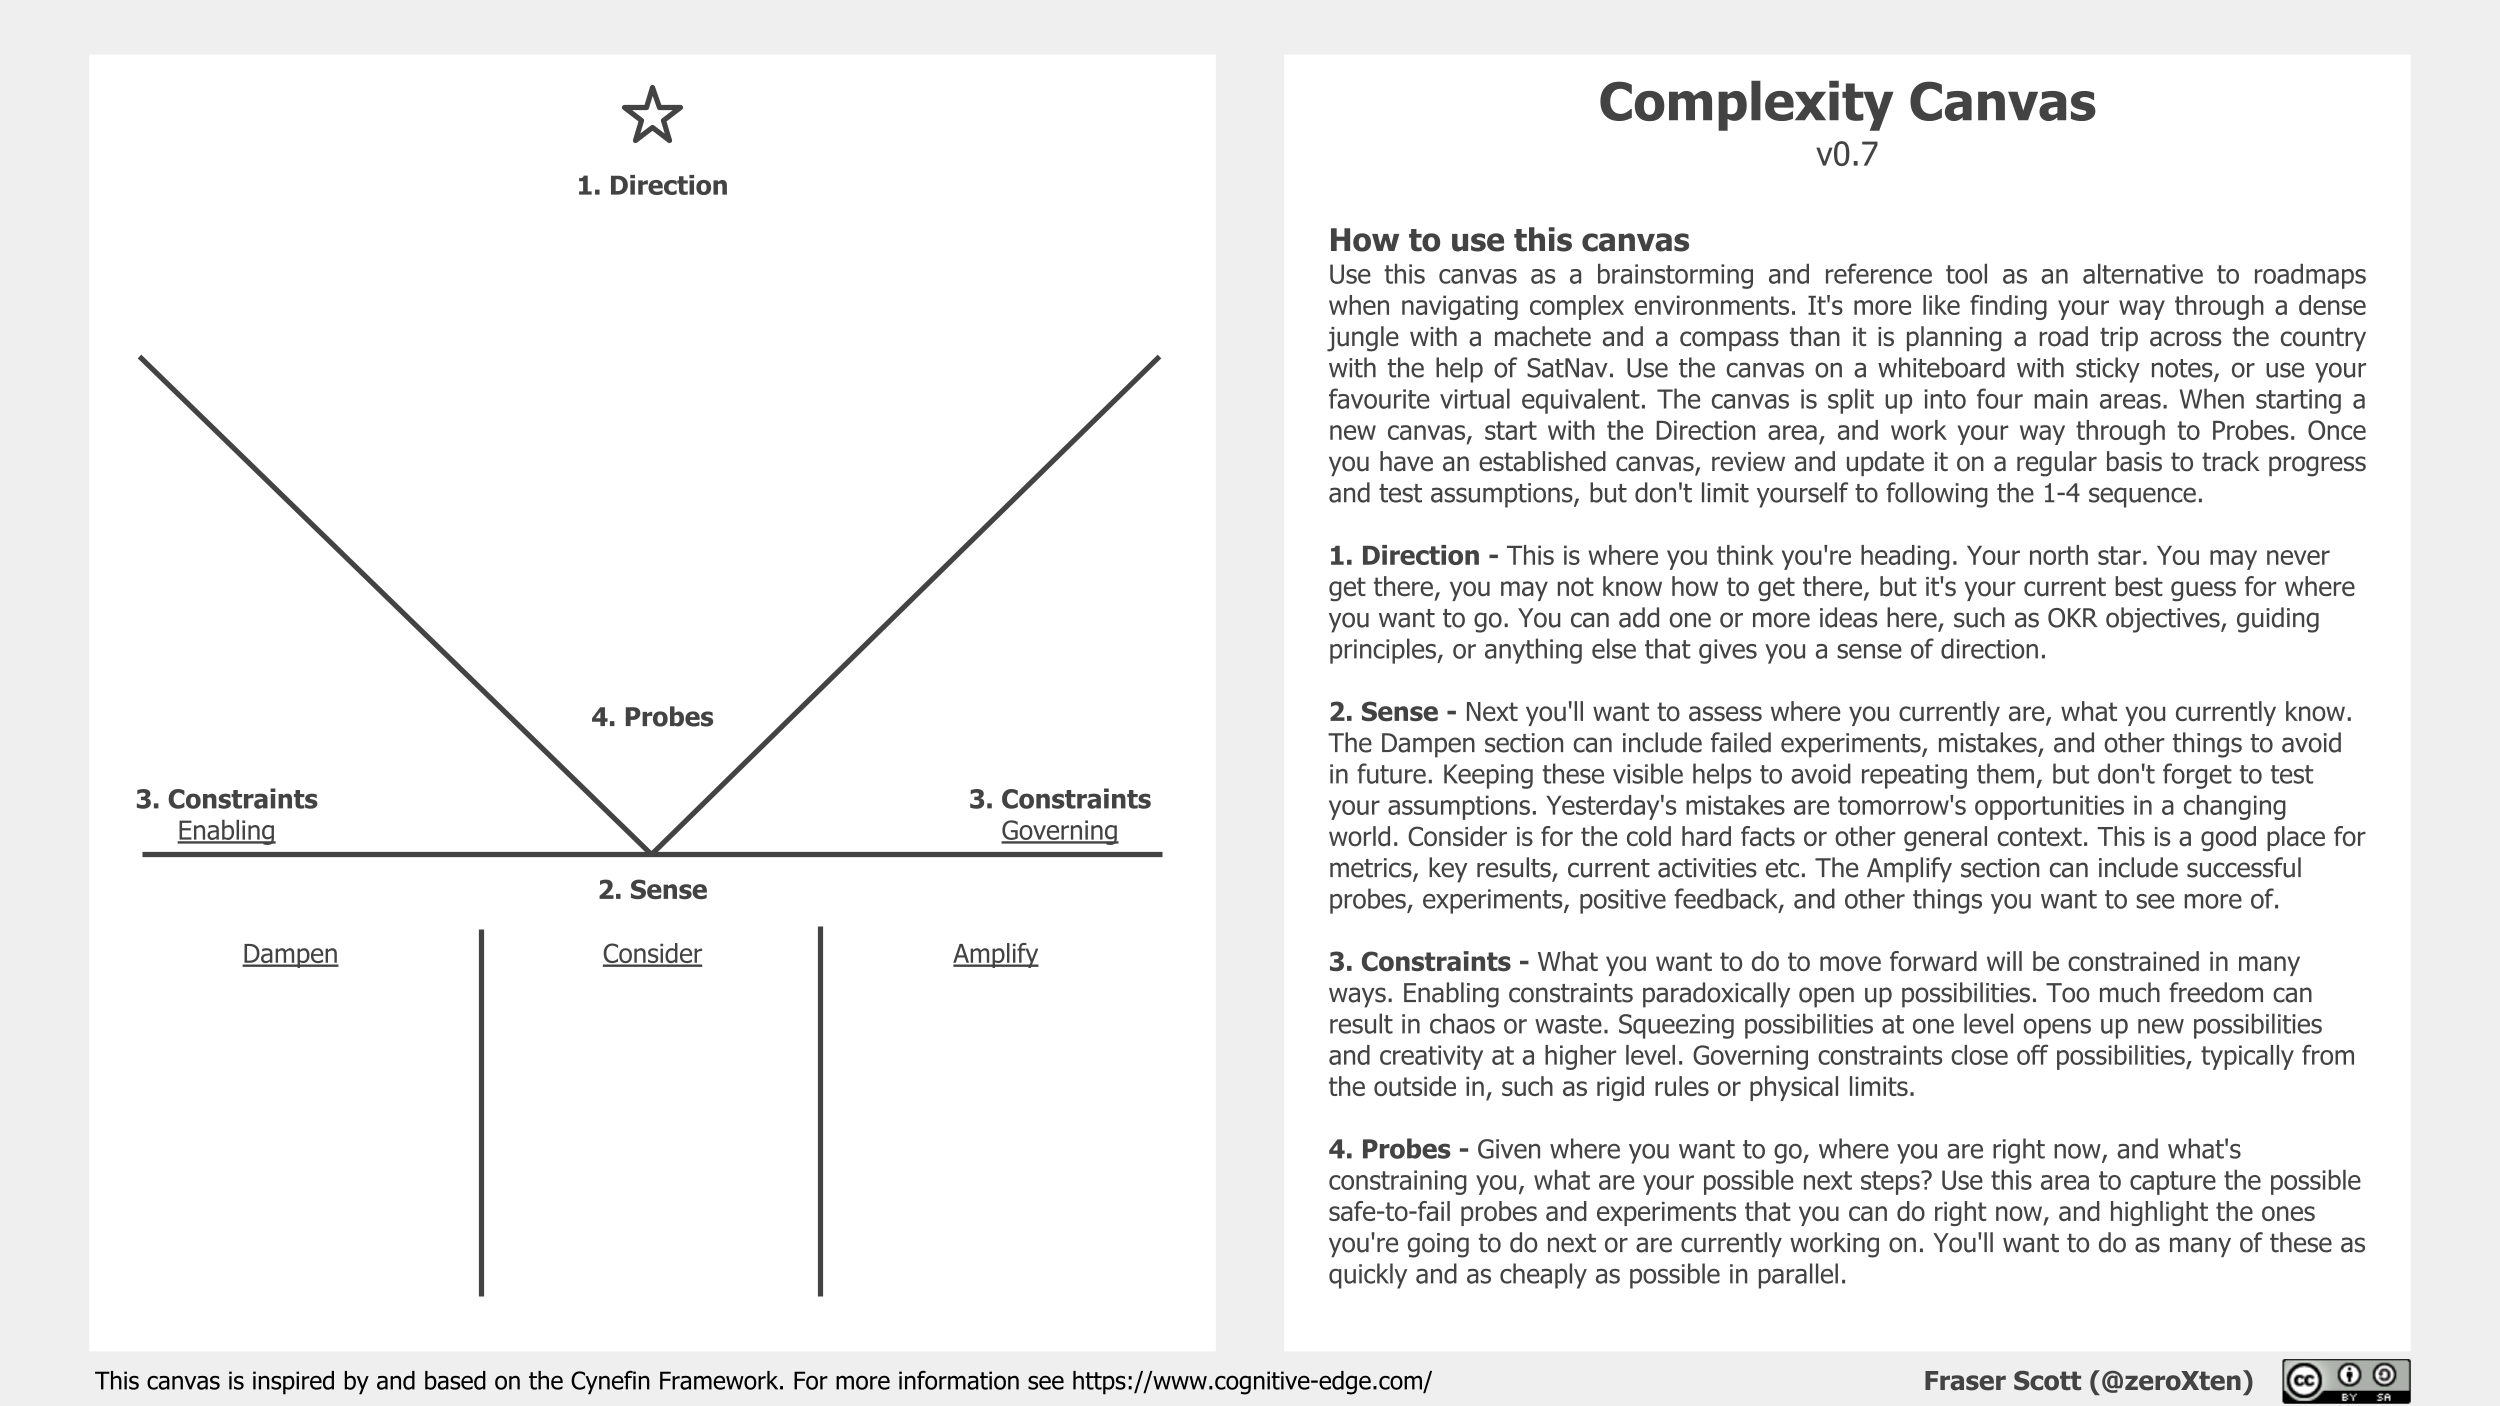 1. Direction
4. Probes
3. Constraints
Enabling
3. Constraints
Governing
2. Sense
Dampen
Consider
Amplify
Complexity Canvas
v0.7
How to use this canvas
Use this canvas as a brainstorming and reference tool as an alternative to roadmaps
when navigating complex environments. It's more like finding your way through a dense
jungle with a machete and a compass than it is planning a road trip across the country
with the help of SatNav. Use the canvas on a whiteboard with sticky notes, or use your
favourite virtual equivalent. The canvas is split up into four main areas. When starting a
new canvas, start with the Direction area, and work your way through to Probes. Once
you have an established canvas, review and update it on a regular basis to track progress
and test assumptions, but don't limit yourself to following the 1-4 sequence.
1. Direction - This is where you think you're heading. Your north star. You may never
get there, you may not know how to get there, but it's your current best guess for where
you want to go. You can add one or more ideas here, such as OKR objectives, guiding
principles, or anything else that gives you a sense of direction.
2. Sense - Next you'll want to assess where you currently are, what you currently know.
The Dampen section can include failed experiments, mistakes, and other things to avoid
in future. Keeping these visible helps to avoid repeating them, but don't forget to test
your assumptions. Yesterday's mistakes are tomorrow's opportunities in a changing
world. Consider is for the cold hard facts or other general context. This is a good place for
metrics, key results, current activities etc. The Amplify section can include successful
probes, experiments, positive feedback, and other things you want to see more of.
3. Constraints - What you want to do to move forward will be constrained in many
ways. Enabling constraints paradoxically open up possibilities. Too much freedom can
result in chaos or waste. Squeezing possibilities at one level opens up new possibilities
and creativity at a higher level. Governing constraints close off possibilities, typically from
the outside in, such as rigid rules or physical limits.
4. Probes - Given where you want to go, where you are right now, and what's
constraining you, what are your possible next steps? Use this area to capture the possible
safe-to-fail probes and experiments that you can do right now, and highlight the ones
you're going to do next or are currently working on. You'll want to do as many of these as
quickly and as cheaply as possible in parallel.
This canvas is inspired by and based on the Cynefin Framework. For more information see https://www.cognitive-edge.com/
Fraser Scott (@zeroXten)
cc
BY SA